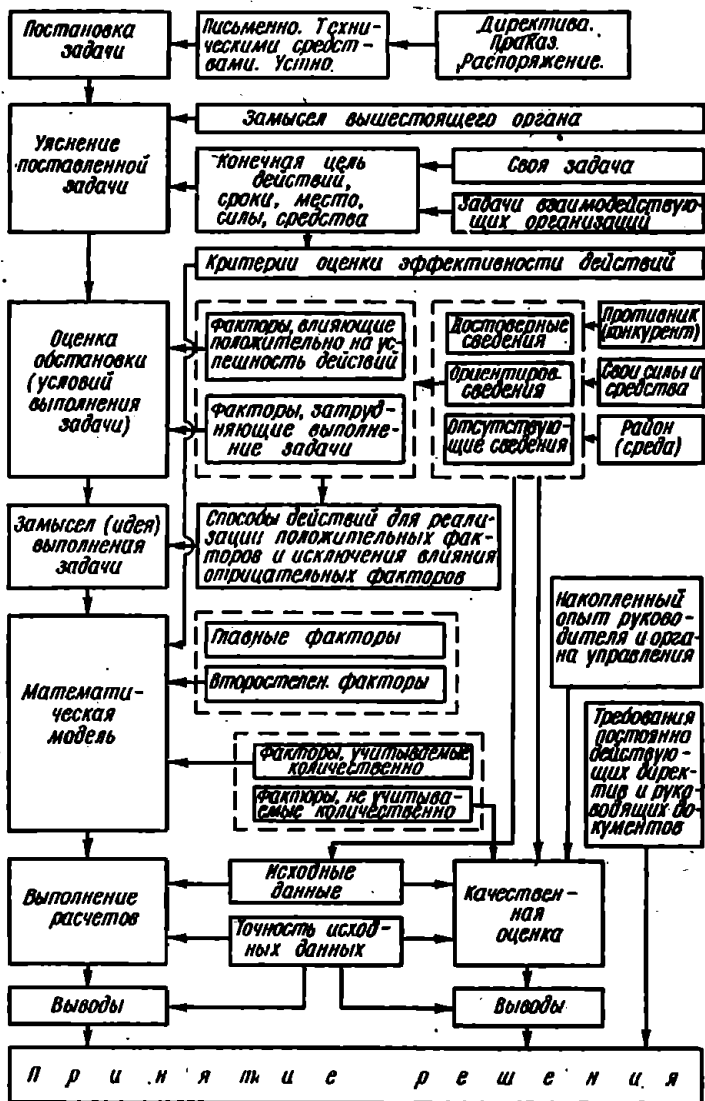 Постановка
задачи
Письменно. Техни-
ческими средст-
вами. Устно.
Директива.
Приказ.
Распоряжение.
Уяснение
поставленной
задачи
Замысел вышестоящего органа
Конечная цель
действий,
сроки, место,
силы, средства
Своя задача
Задачи взаимодействую-
щих организаций
Критерии оценки эффективности действий
Оценка
обстановки
(условий
выполнения
задачи)
Факторы, влияющие
положительно на ус-
пешность действий
Факторы, затруд-
няющие выполне-
ние задачи
Достоверные
сведения
Ориентиров.
сведения
Отсутствую-
щие сведения
Противник
(конкурент)
Свои силы и
средства
Район
(среда)
Замысел (идея)
выполнения
задачи
Способы действий для реали-
зации положительных фак-
торов и исключения влияния
отрицательных факторов
Накопленный
опыт руково-
дителя и орга-
на управления
Математи-
ческая
модель
Главные факторы
Второстепен. факторы
Факторы, учитываемые
количественно
Факторы, не учитыва-
емые количественно
Требования
постоянно
действую-
щих дирек-
тив и руко-
водящих до-
кументов
Выполнение
расчетов
Исходные
данные
Точность исход-
ных данных
Качествен-
ная
оценка
Выводы
Выводы
Принятие решения